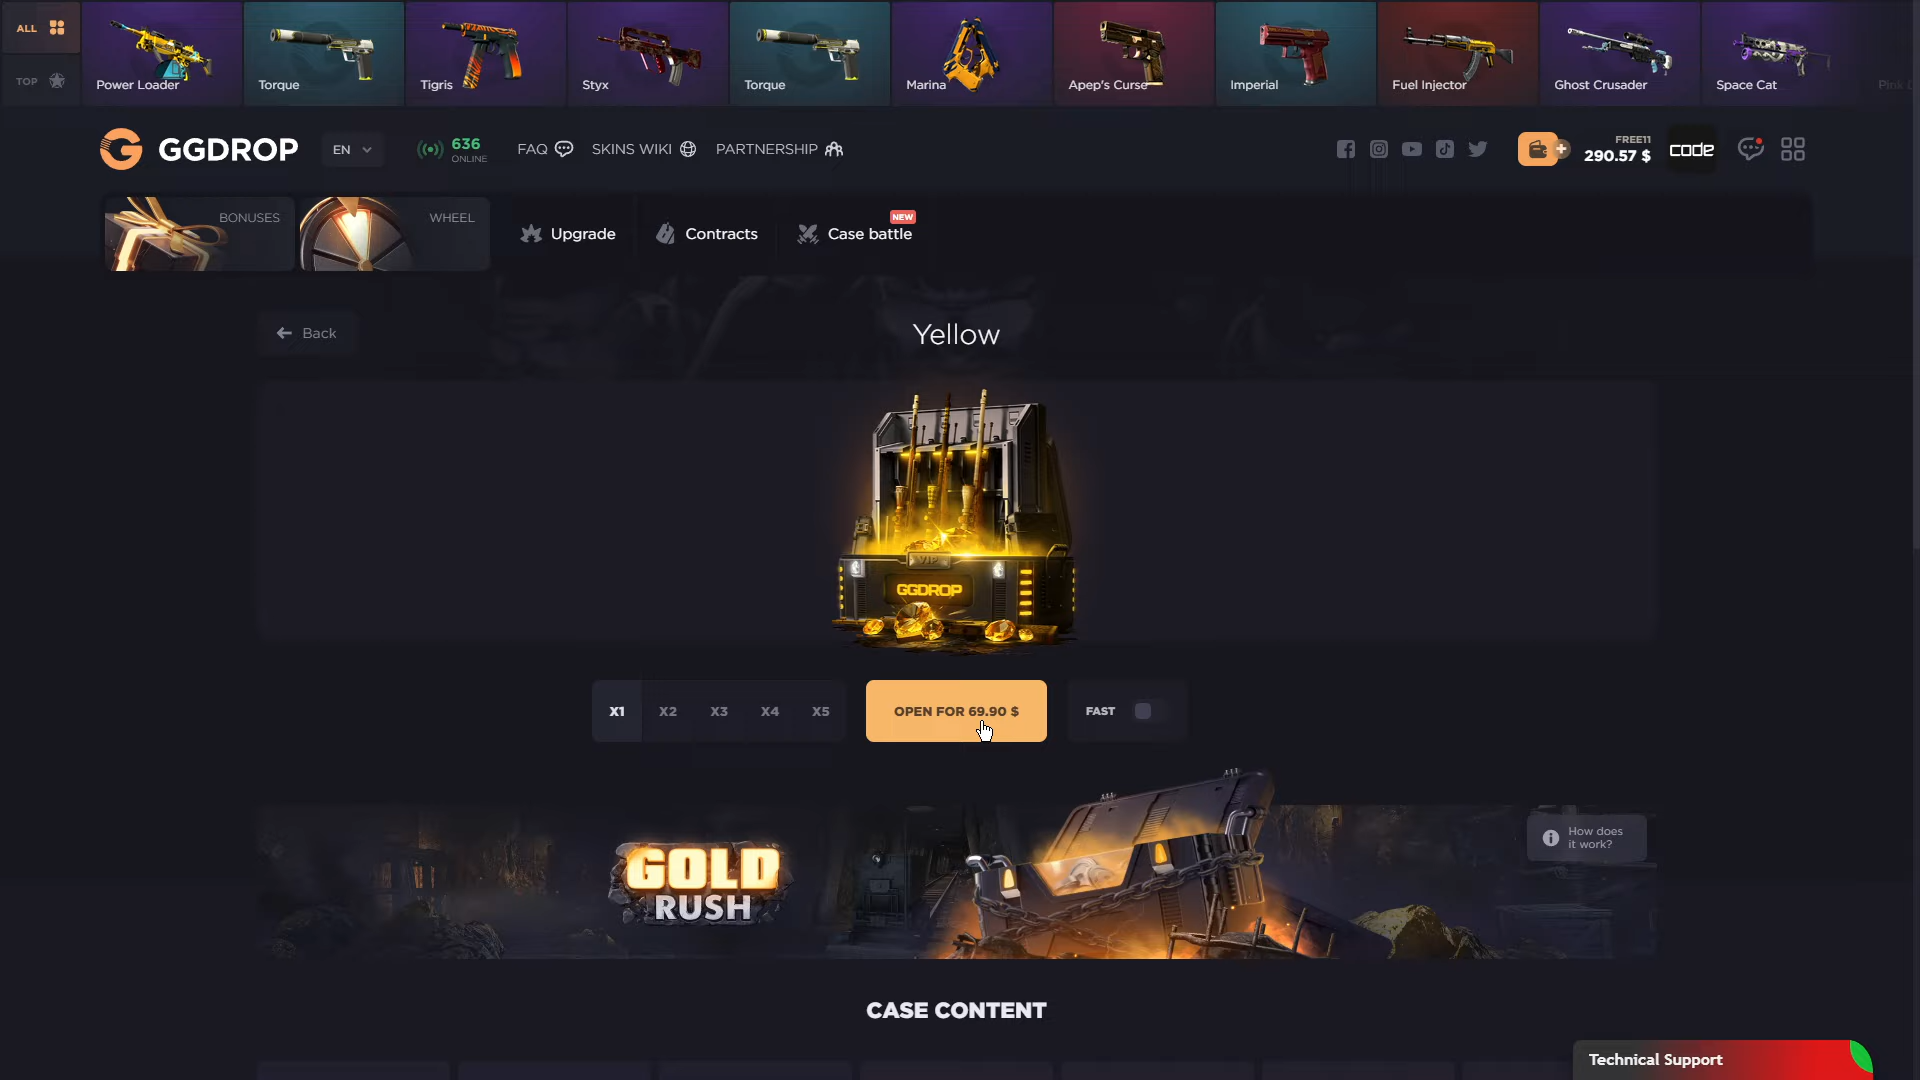 ALL
TOP
Power Loader
Torque
Tigris
Styx
Torque
Marina
Apep's Curse
Imperial
Fuel Injector
Ghost Crusader
Space Cat
GGDROP
EN
636
ONLINE
FAQ
SKINS WIKI
PARTNERSHIP
FREE11
290.57 $
code
BONUSES
WHEEL
Upgrade
Contracts
Case battle
NEW
Back
Yellow
VIP
GGDROP
X1
X2
X3
X4
X5
OPEN FOR 69.90 $
FAST
GOLD
RUSH
How does
it work?
CASE CONTENT
Technical Support